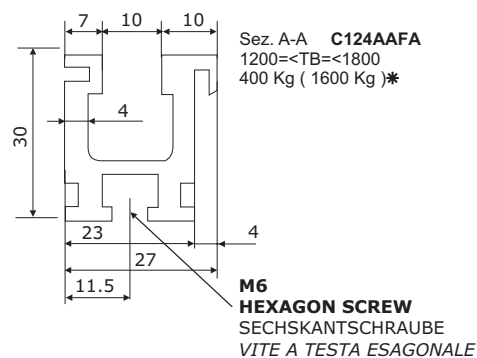 7 10 10
Sez. A-A C124AAFA
1200=<TB=<1800
400 Kg ( 1600 Kg )✱
30
4
23
4
27
11.5
M6
HEXAGON SCREW
SECHSKANTSCHRAUBE
VITE A TESTA ESAGONALE